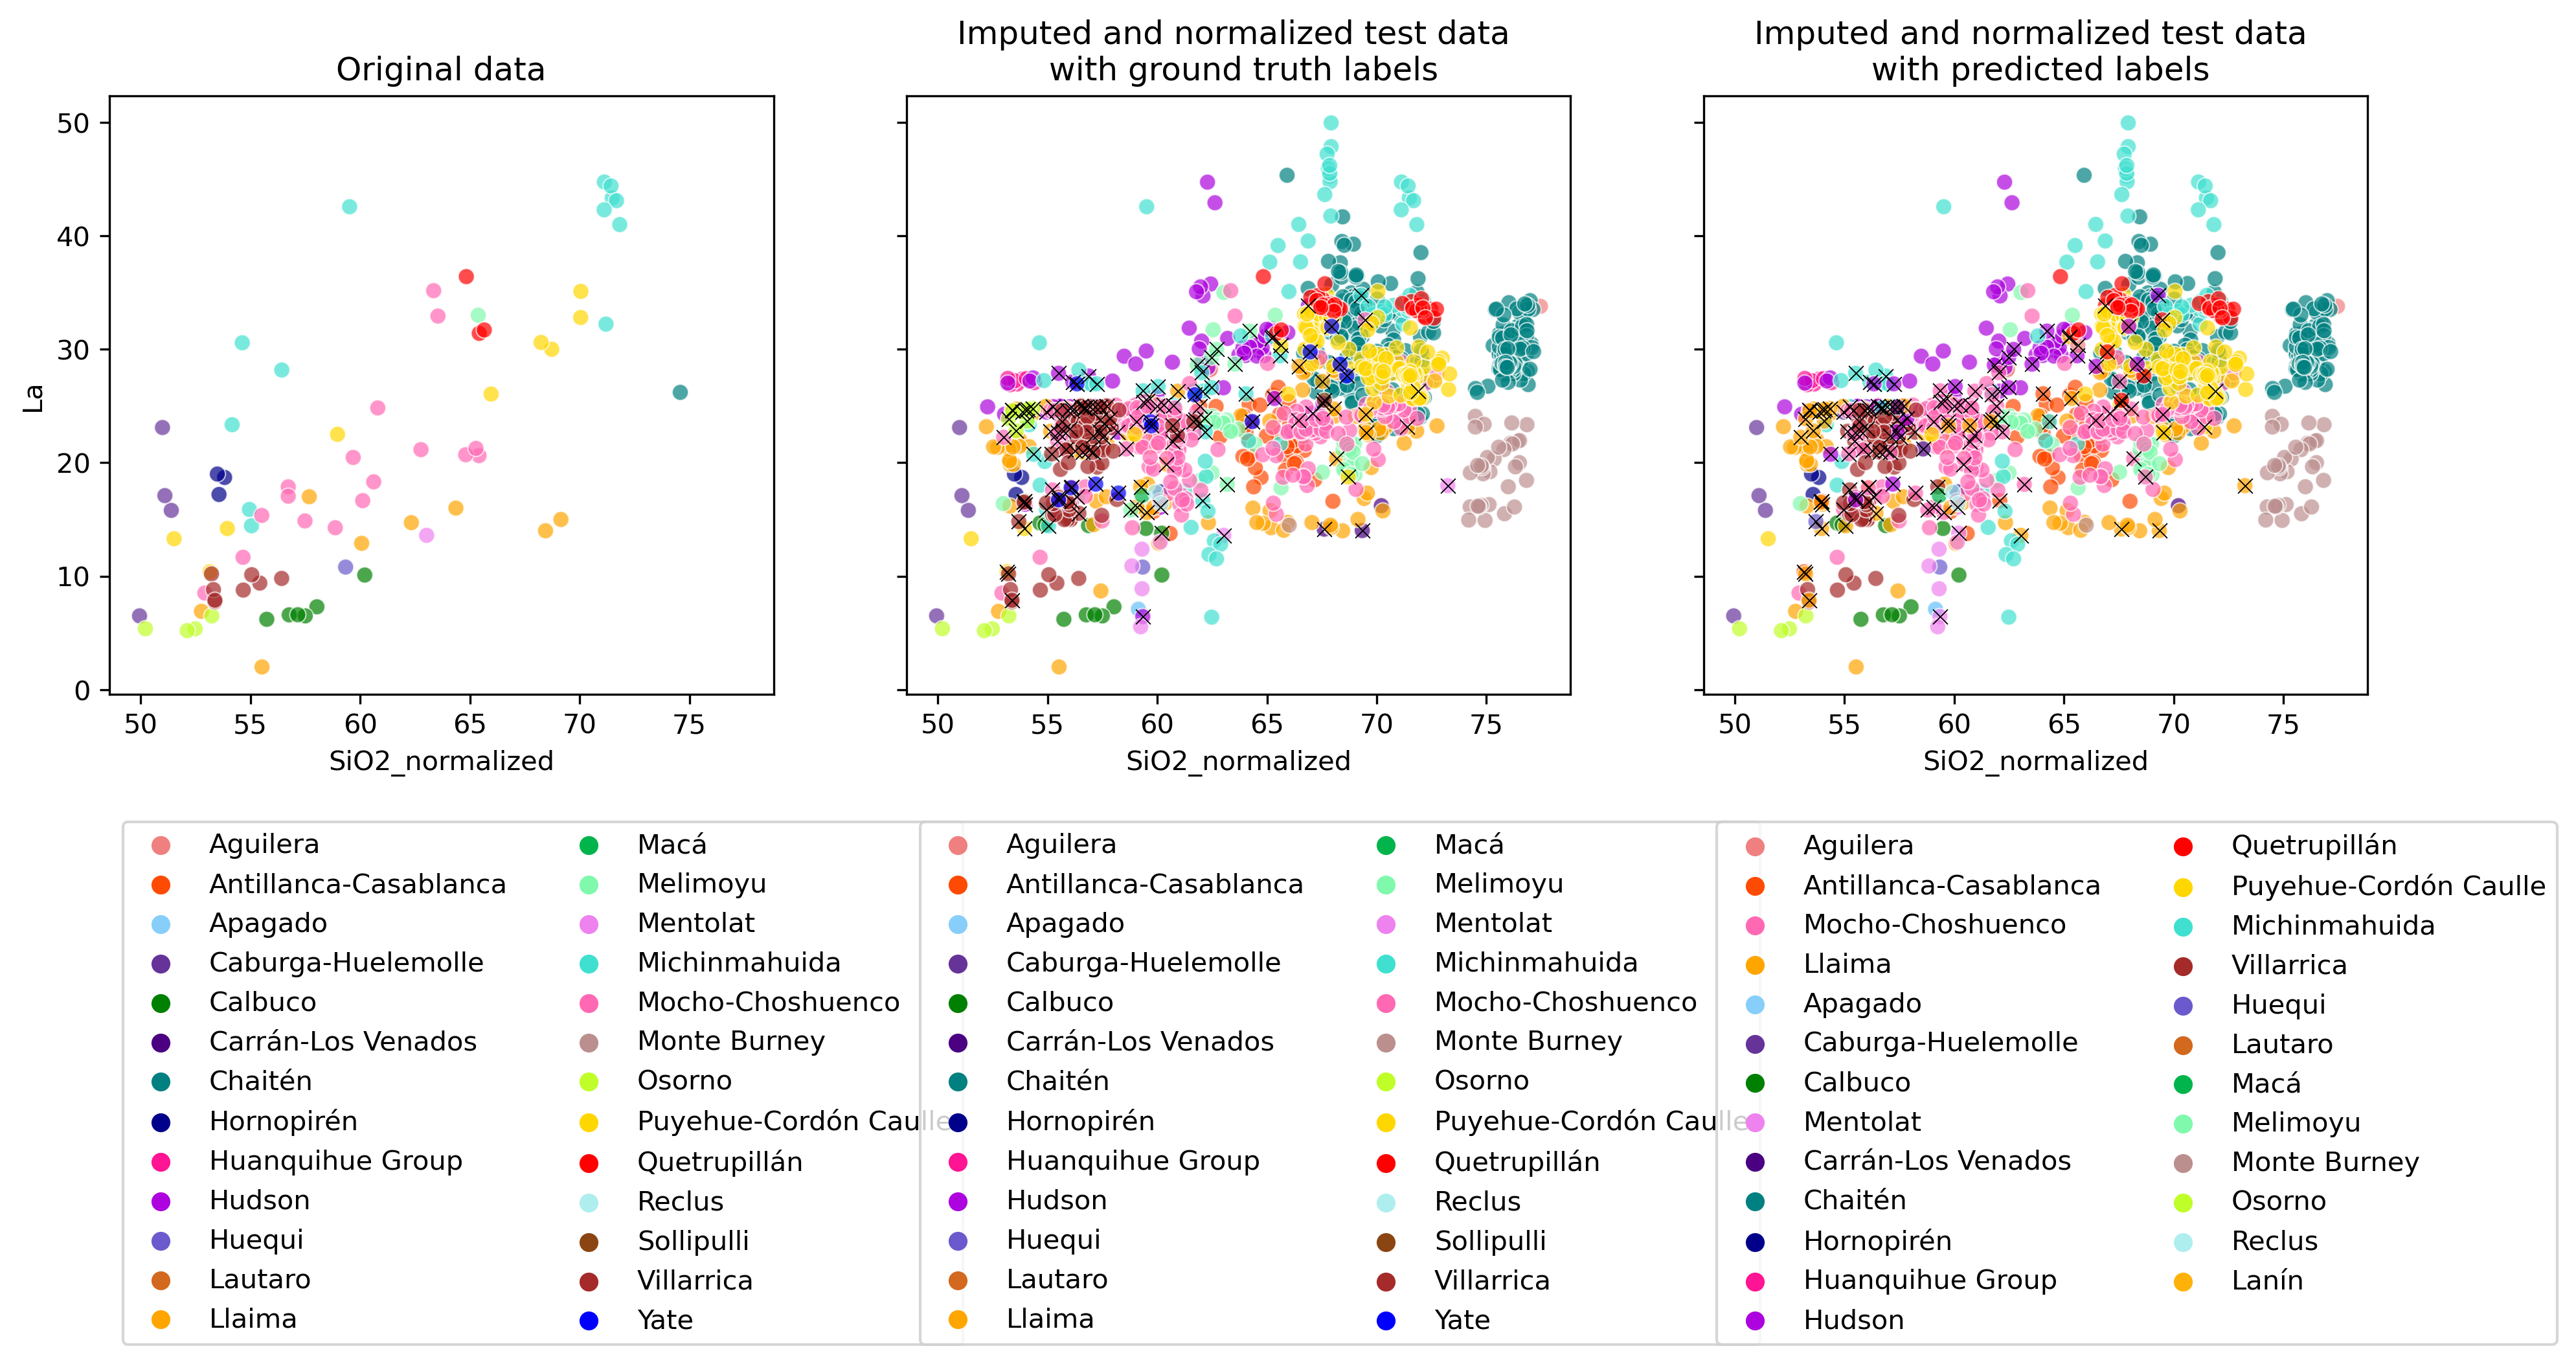 Original data
Imputed and normalized test data
with ground truth labels
Imputed and normalized test data
with predicted labels
La
50
40
30
20
10
0
50 55 60 65 70 75
50 55 60 65 70 75
50 55 60 65 70 75
SiO2_normalized
SiO2_normalized
SiO2_normalized
Aguilera
Antillanca-Casablanca
Apagado
Caburga-Huelemolle
Calbuco
Carrán-Los Venados
Chaitén
Hornopirén
Huanquihue Group
Hudson
Huequi
Lautaro
Llaima
Macá
Melimoyu
Mentolat
Michinmahuida
Mocho-Choshuenco
Monte Burney
Osorno
Puyehue-Cordón Caulle
Quetrupillán
Reclus
Sollipulli
Villarrica
Yate
Aguilera
Antillanca-Casablanca
Apagado
Caburga-Huelemolle
Calbuco
Carrán-Los Venados
Chaitén
Hornopirén
Huanquihue Group
Hudson
Huequi
Lautaro
Llaima
Macá
Melimoyu
Mentolat
Michinmahuida
Mocho-Choshuenco
Monte Burney
Osorno
Puyehue-Cordón Caulle
Quetrupillán
Reclus
Sollipulli
Villarrica
Yate
Aguilera
Antillanca-Casablanca
Mocho-Choshuenco
Llaima
Apagado
Caburga-Huelemolle
Calbuco
Mentolat
Carrán-Los Venados
Chaitén
Hornopirén
Huanquihue Group
Hudson
Quetrupillán
Puyehue-Cordón Caulle
Michinmahuida
Villarrica
Huequi
Lautaro
Macá
Melimoyu
Monte Burney
Osorno
Reclus
Lanín